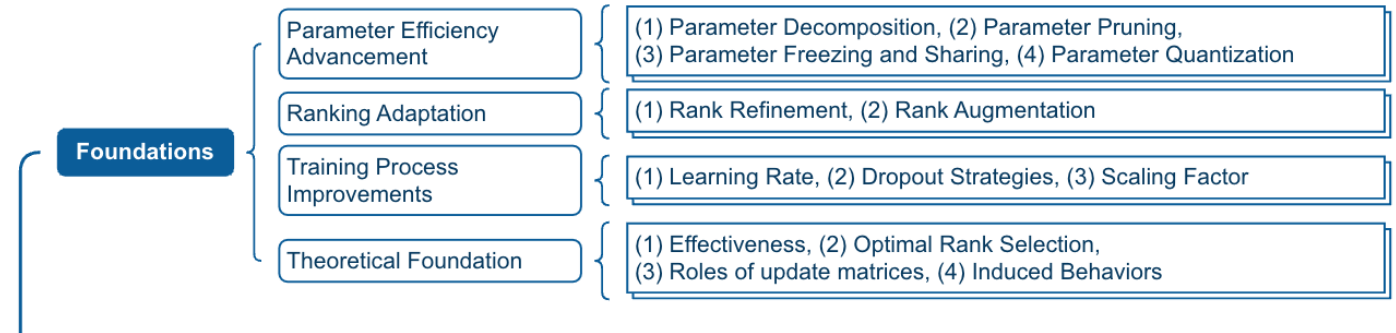 Parameter Efficiency
Advancement
(1) Parameter Decomposition, (2) Parameter Pruning,
(3) Parameter Freezing and Sharing, (4) Parameter Quantization
Ranking Adaptation
(1) Rank Refinement, (2) Rank Augmentation
Foundations
Training Process
Improvements
(1) Learning Rate, (2) Dropout Strategies, (3) Scaling Factor
Theoretical Foundation
(1) Effectiveness, (2) Optimal Rank Selection,
(3) Roles of update matrices, (4) Induced Behaviors